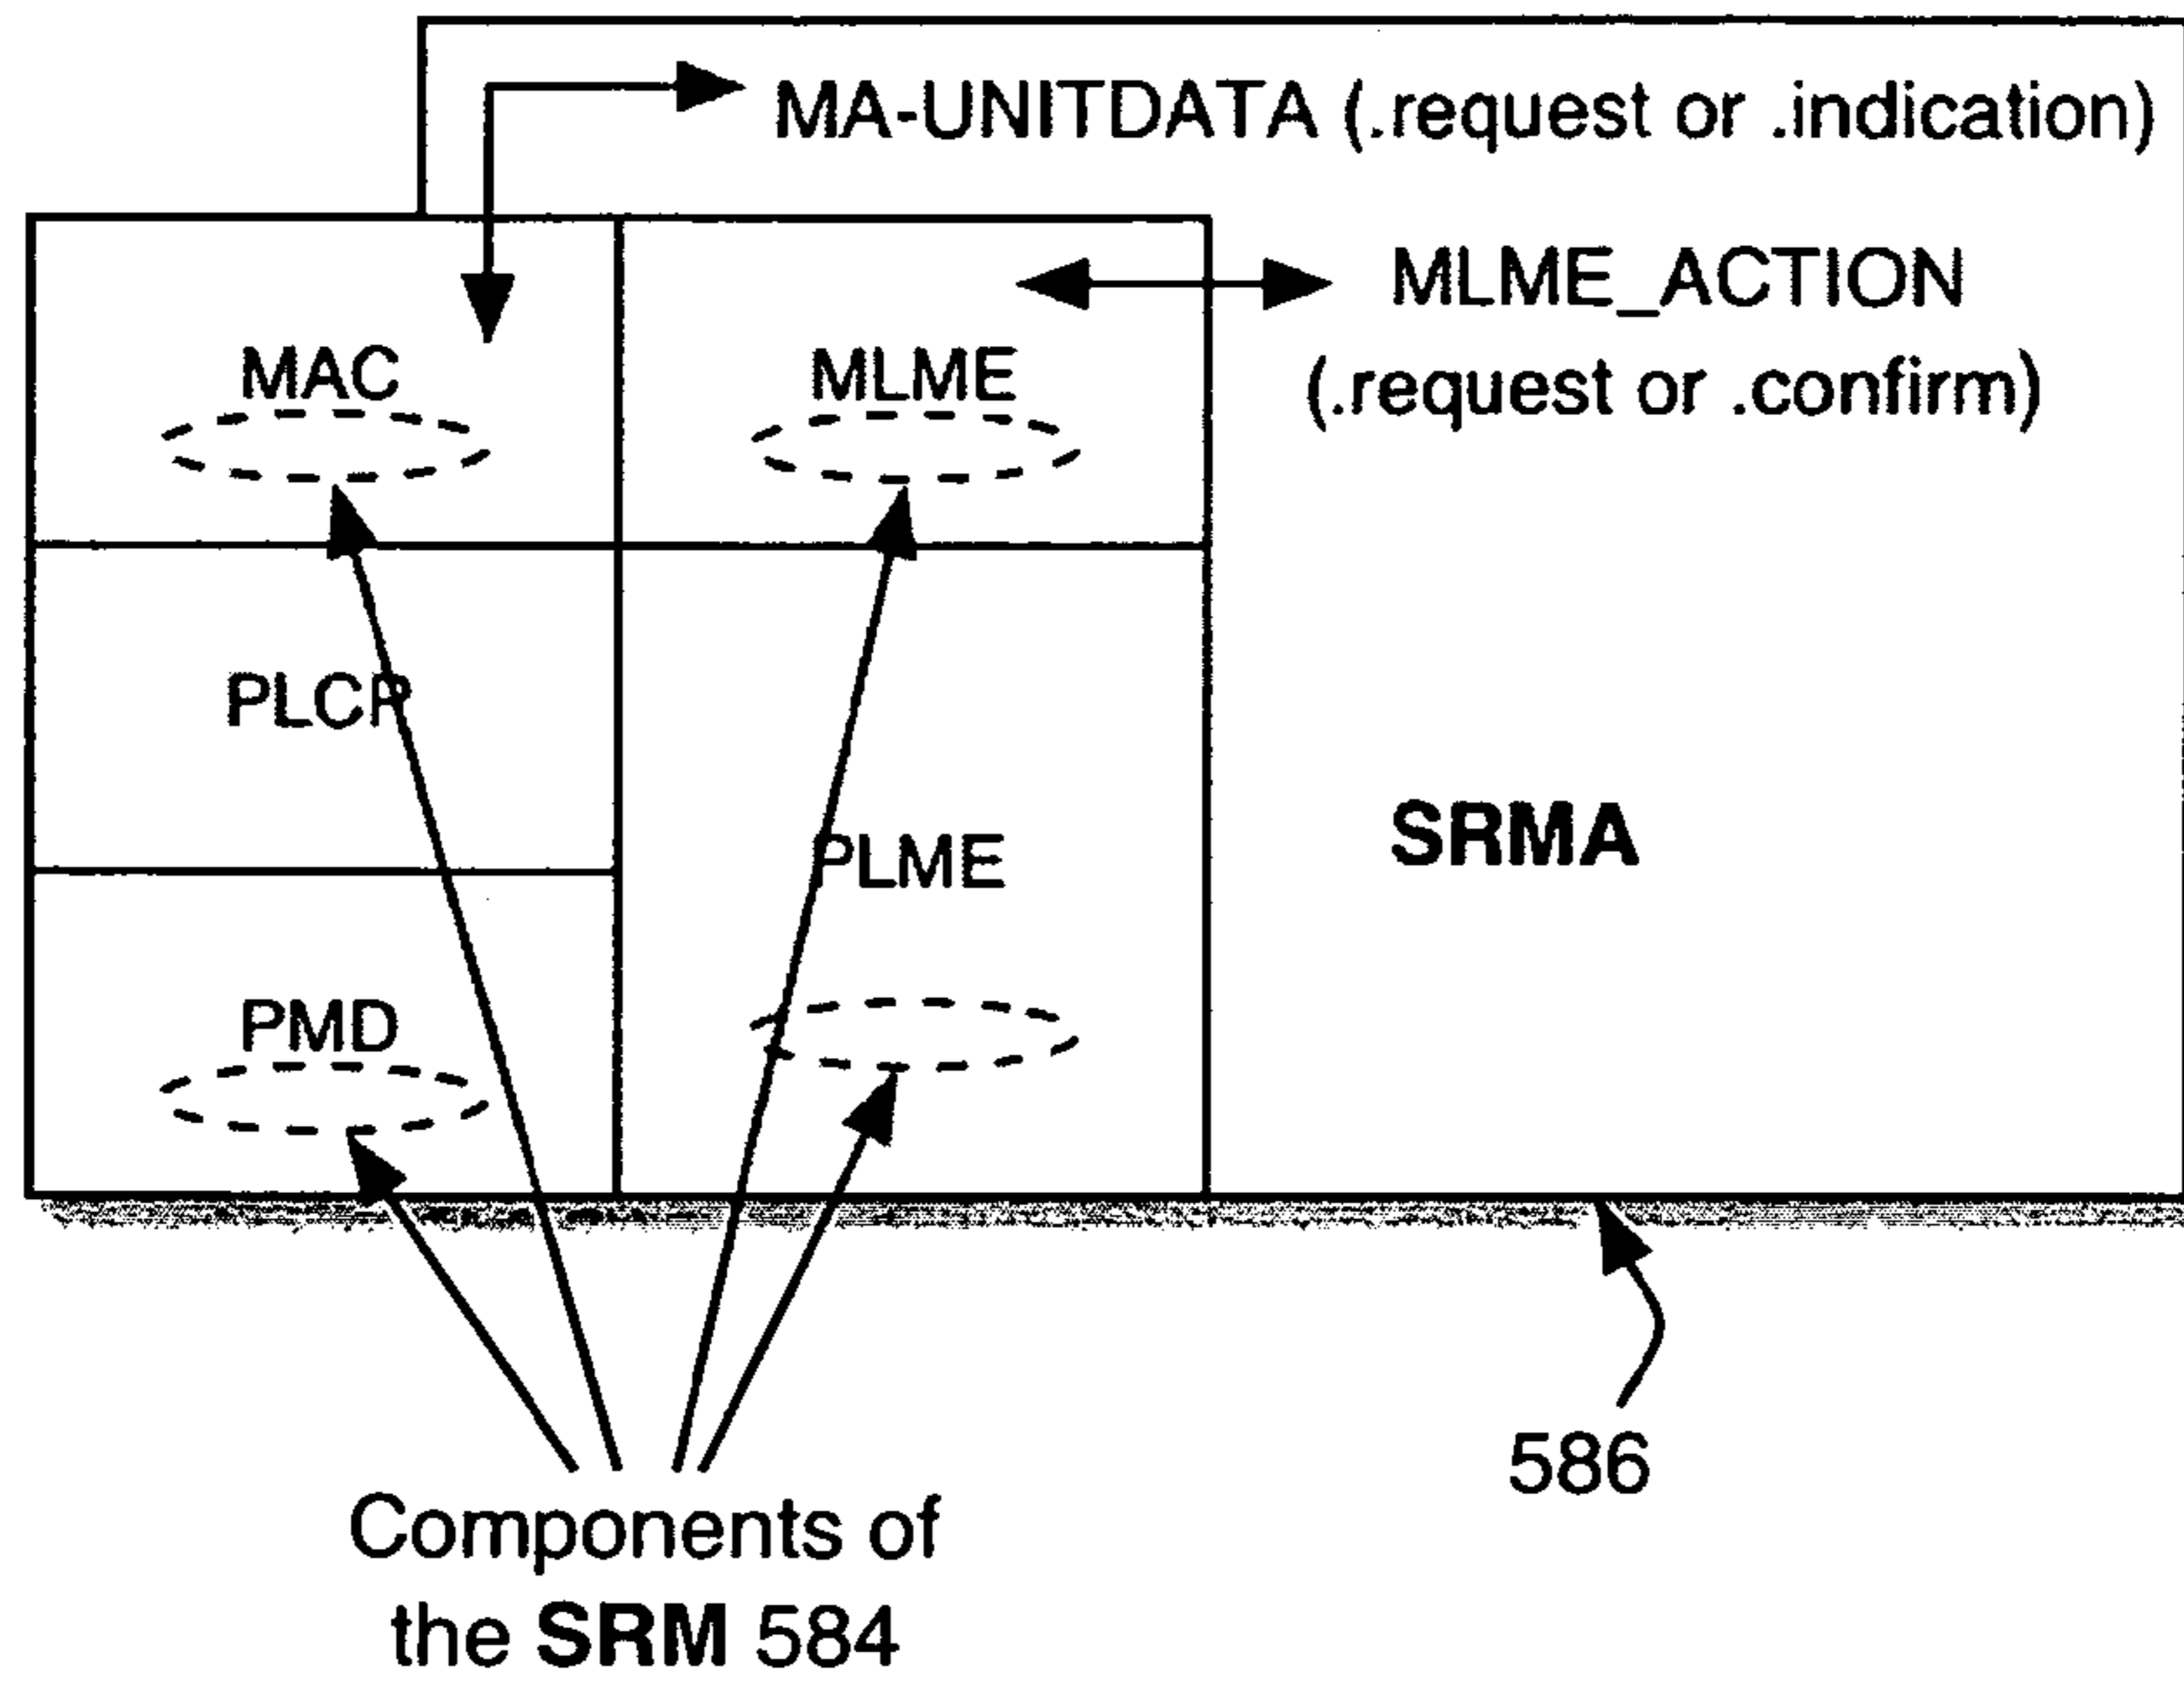 MA-UNITDATA (.request or .indication)
MLME_ACTION
(.request or .confirm)
MAC
MLME
PLCP
PLME
SRMA
PMD
586
Components of
the SRM 584